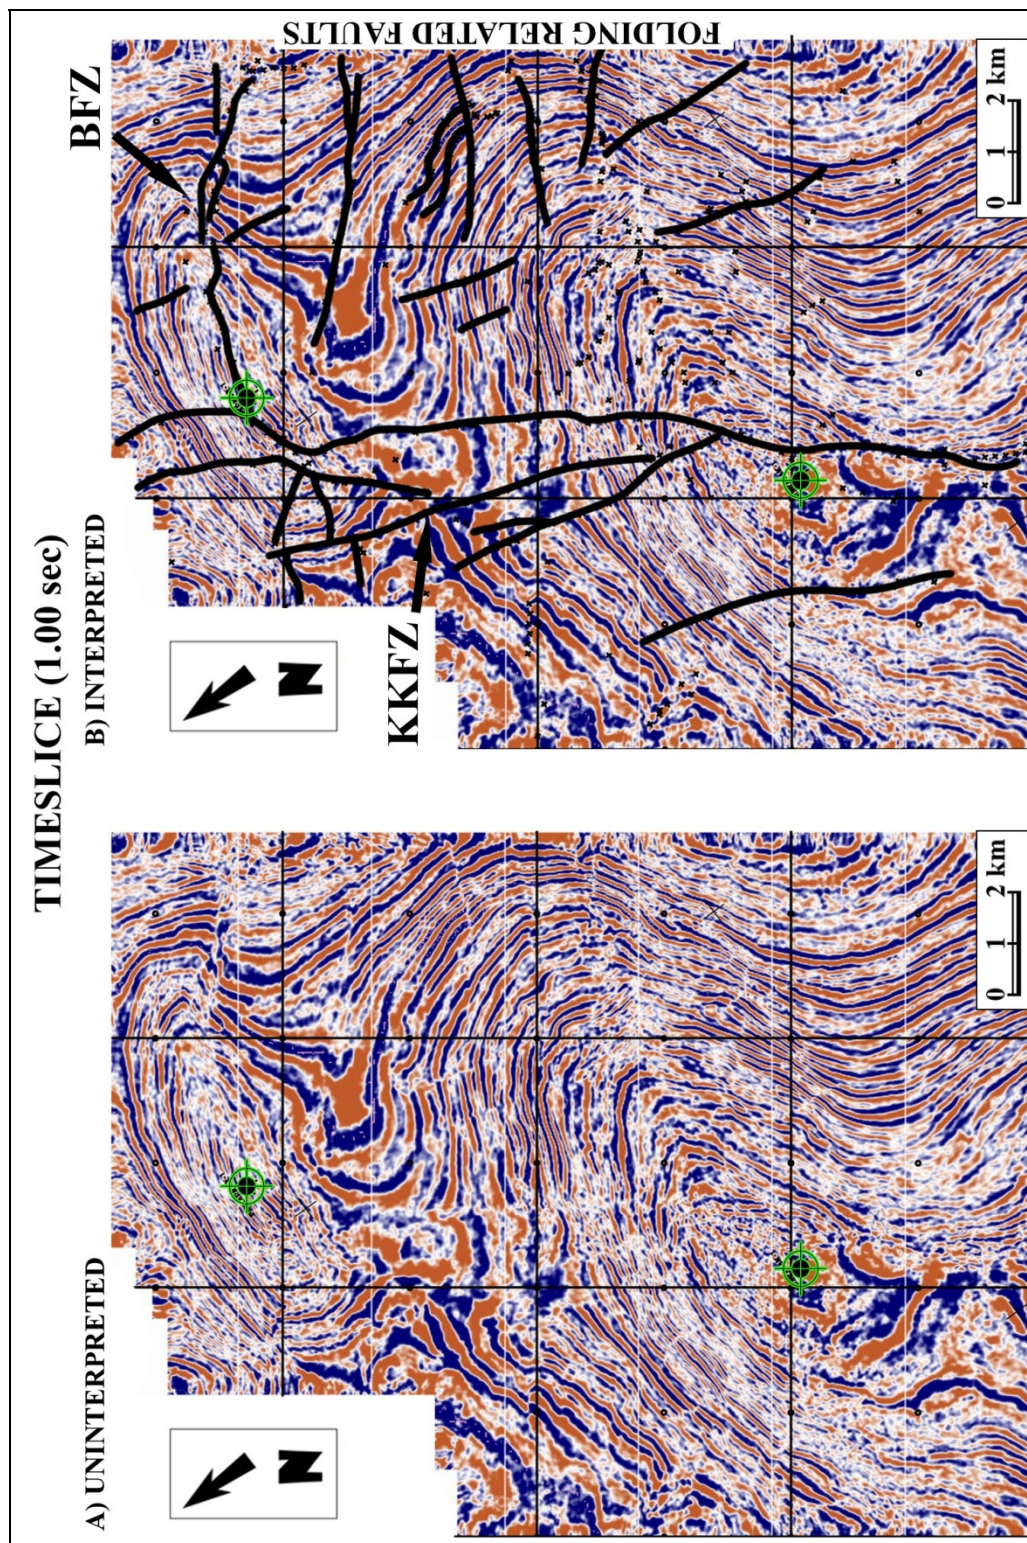 TIMESLICE (1.00 sec)
A) UNINTERPRETED
N
0 1 2 km
B) INTERPRETED
N
KKFZ
BFZ
0 1 2 km
FOLDING RELATED FAULTS